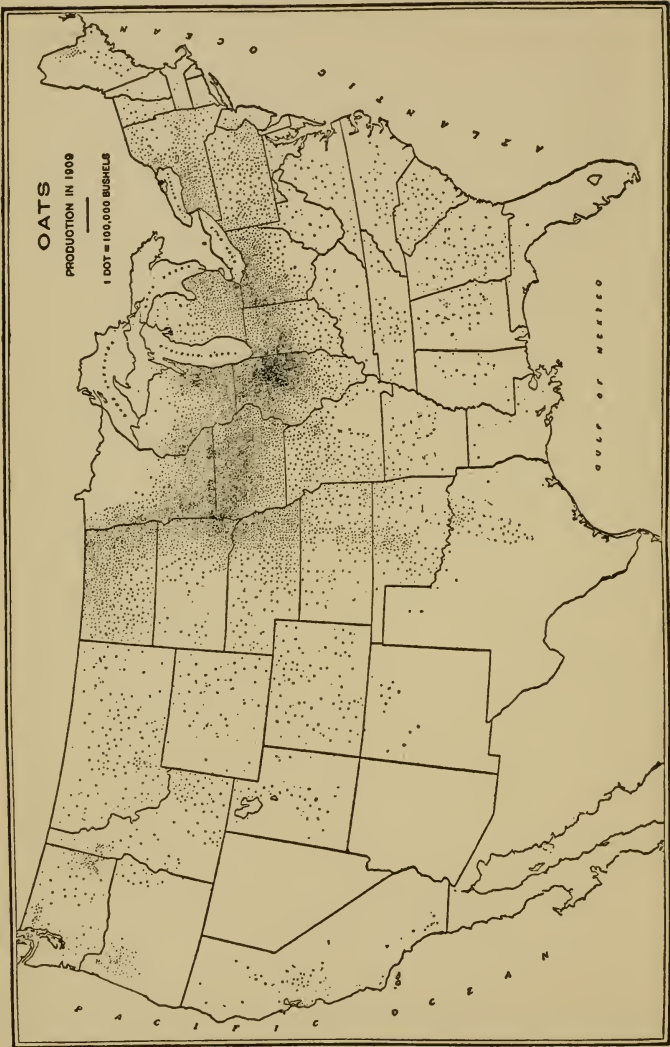 OATS
PRODUCTION IN 1909
1 DOT = 100,000 BUSHELS
ATLANTIC OCEAN
GULF OF MEXICO
PACIFIC OCEAN